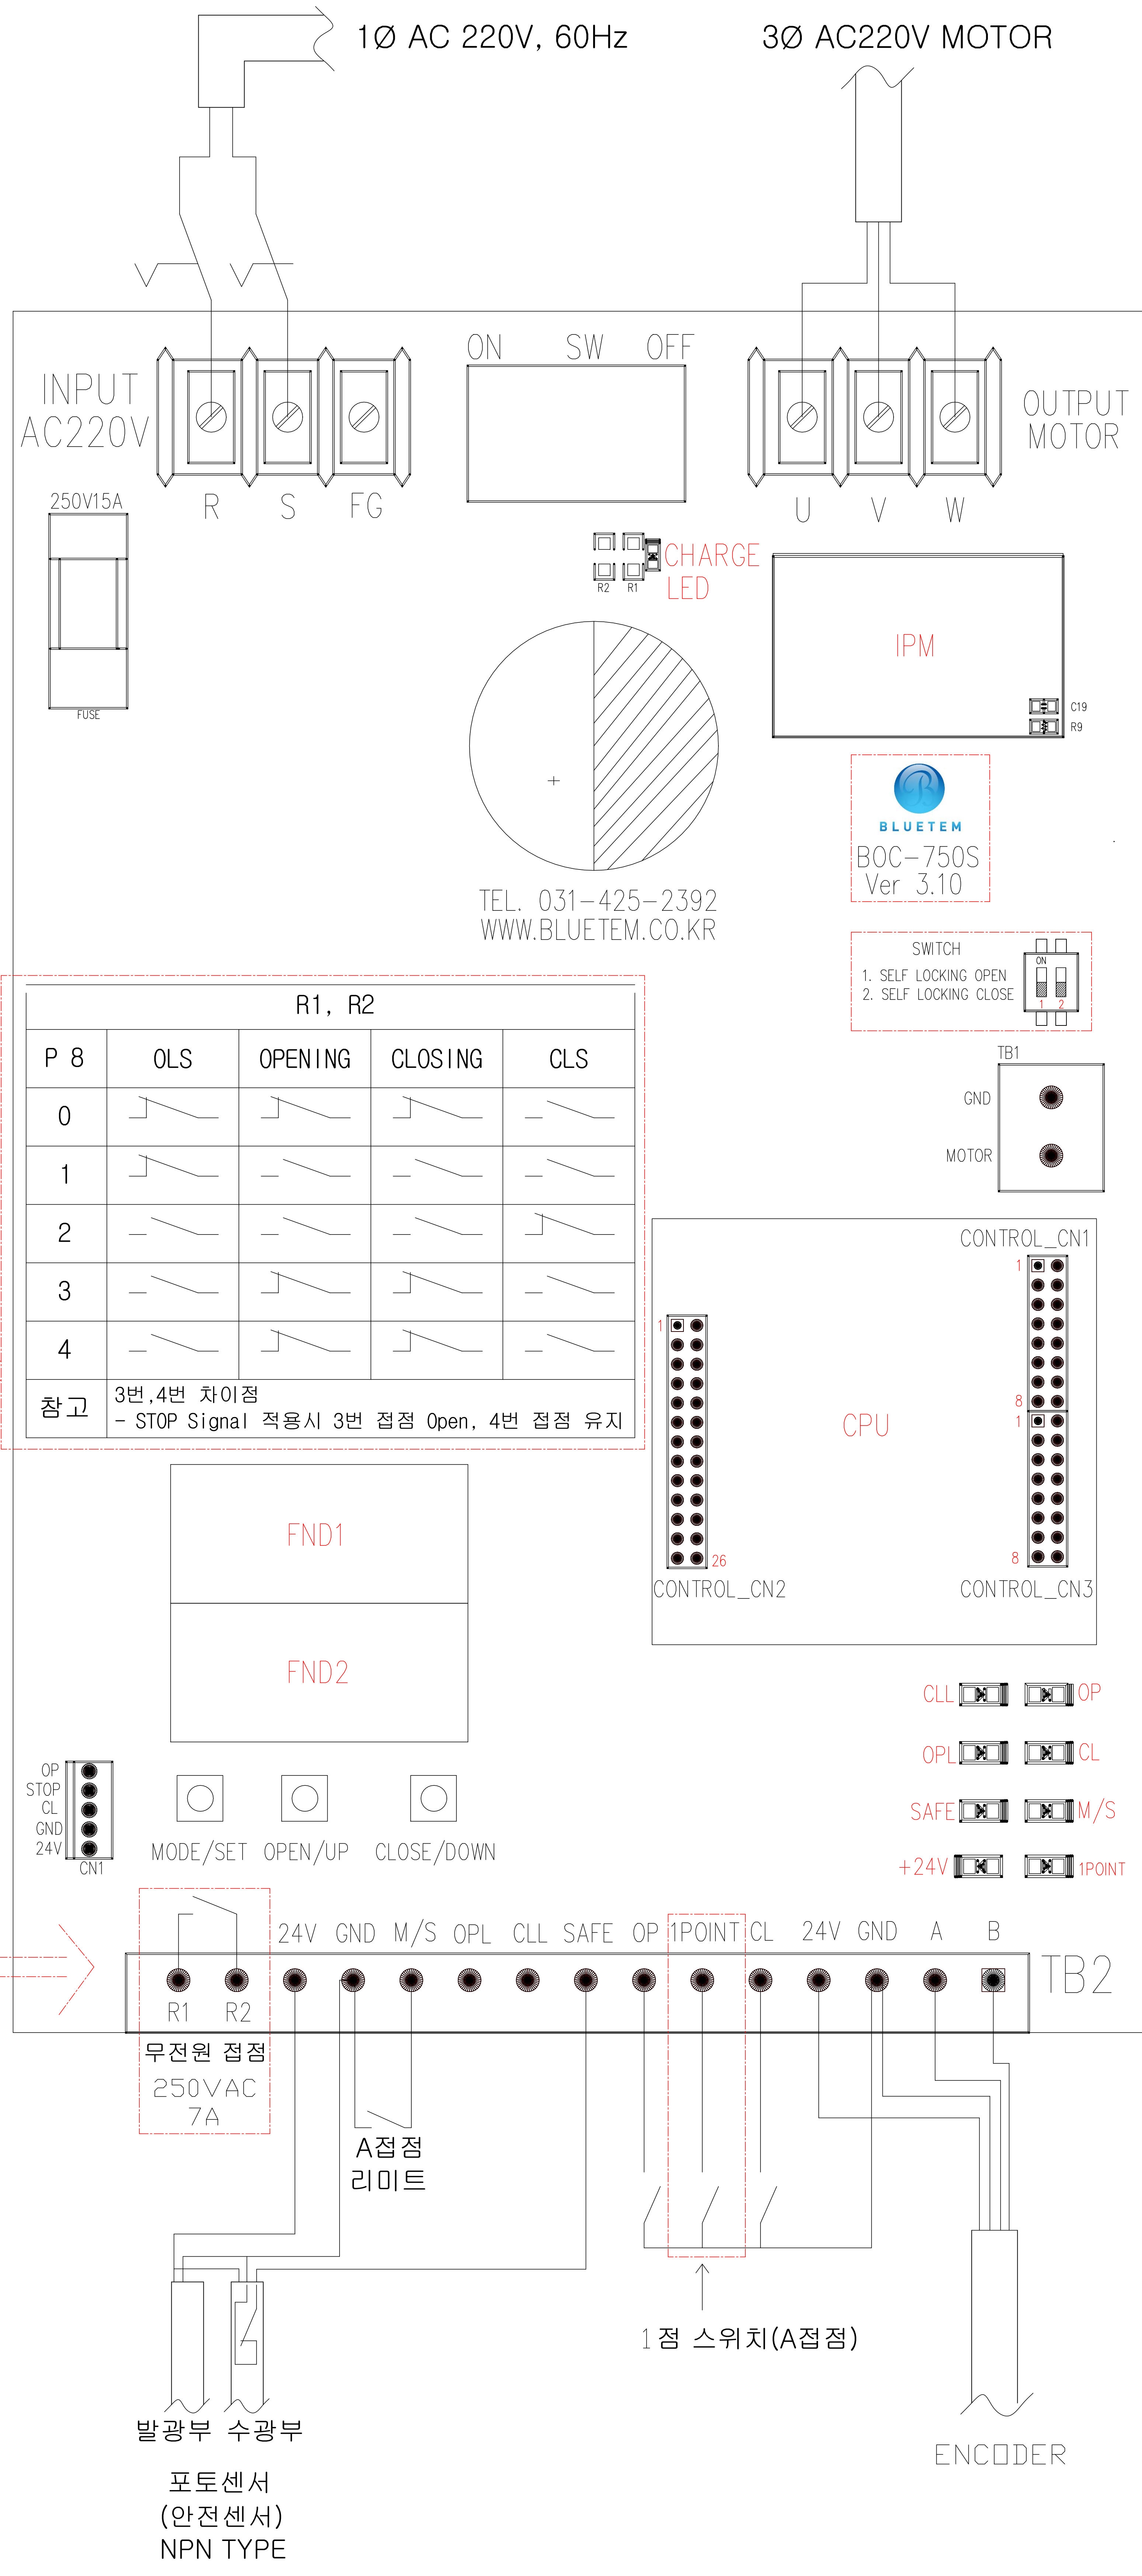 1Ø AC 220V, 60Hz
3Ø AC220V MOTOR
INPUT
AC220V
ON SW OFF
OUTPUT
MOTOR
R S FG
U V W
250V15A
FUSE
R2 R1
CHARGE
LED
IPM
C19
R9
B
BLUETEM
BOC-750S
Ver 3.10
TEL. 031-425-2392
WWW.BLUETEM.CO.KR
SWITCH
1. SELF LOCKING OPEN
2. SELF LOCKING CLOSE
ON
1 2
R1, R2
P 8 OLS OPENING CLOSING CLS
0
1
2
3
4
참고
3번,4번 차이점
- STOP Signal 적용시 3번 접점 Open, 4번 접점 유지
TB1
GND
MOTOR
CONTROL_CN1
1
8
1
8
CONTROL_CN3
1
26
CONTROL_CN2
CPU
FND1
FND2
CLL OP
OPL CL
SAFE M/S
+24V 1POINT
OP
STOP
CL
GND
24V
CN1
MODE/SET OPEN/UP CLOSE/DOWN
24V GND M/S OPL CLL SAFE OP 1POINT CL 24V GND A B
TB2
R1 R2
무전원 접점
250VAC
7A
A접점
리미트
1점 스위치(A접점)
발광부 수광부
포토센서
(안전센서)
NPN TYPE
ENCODER